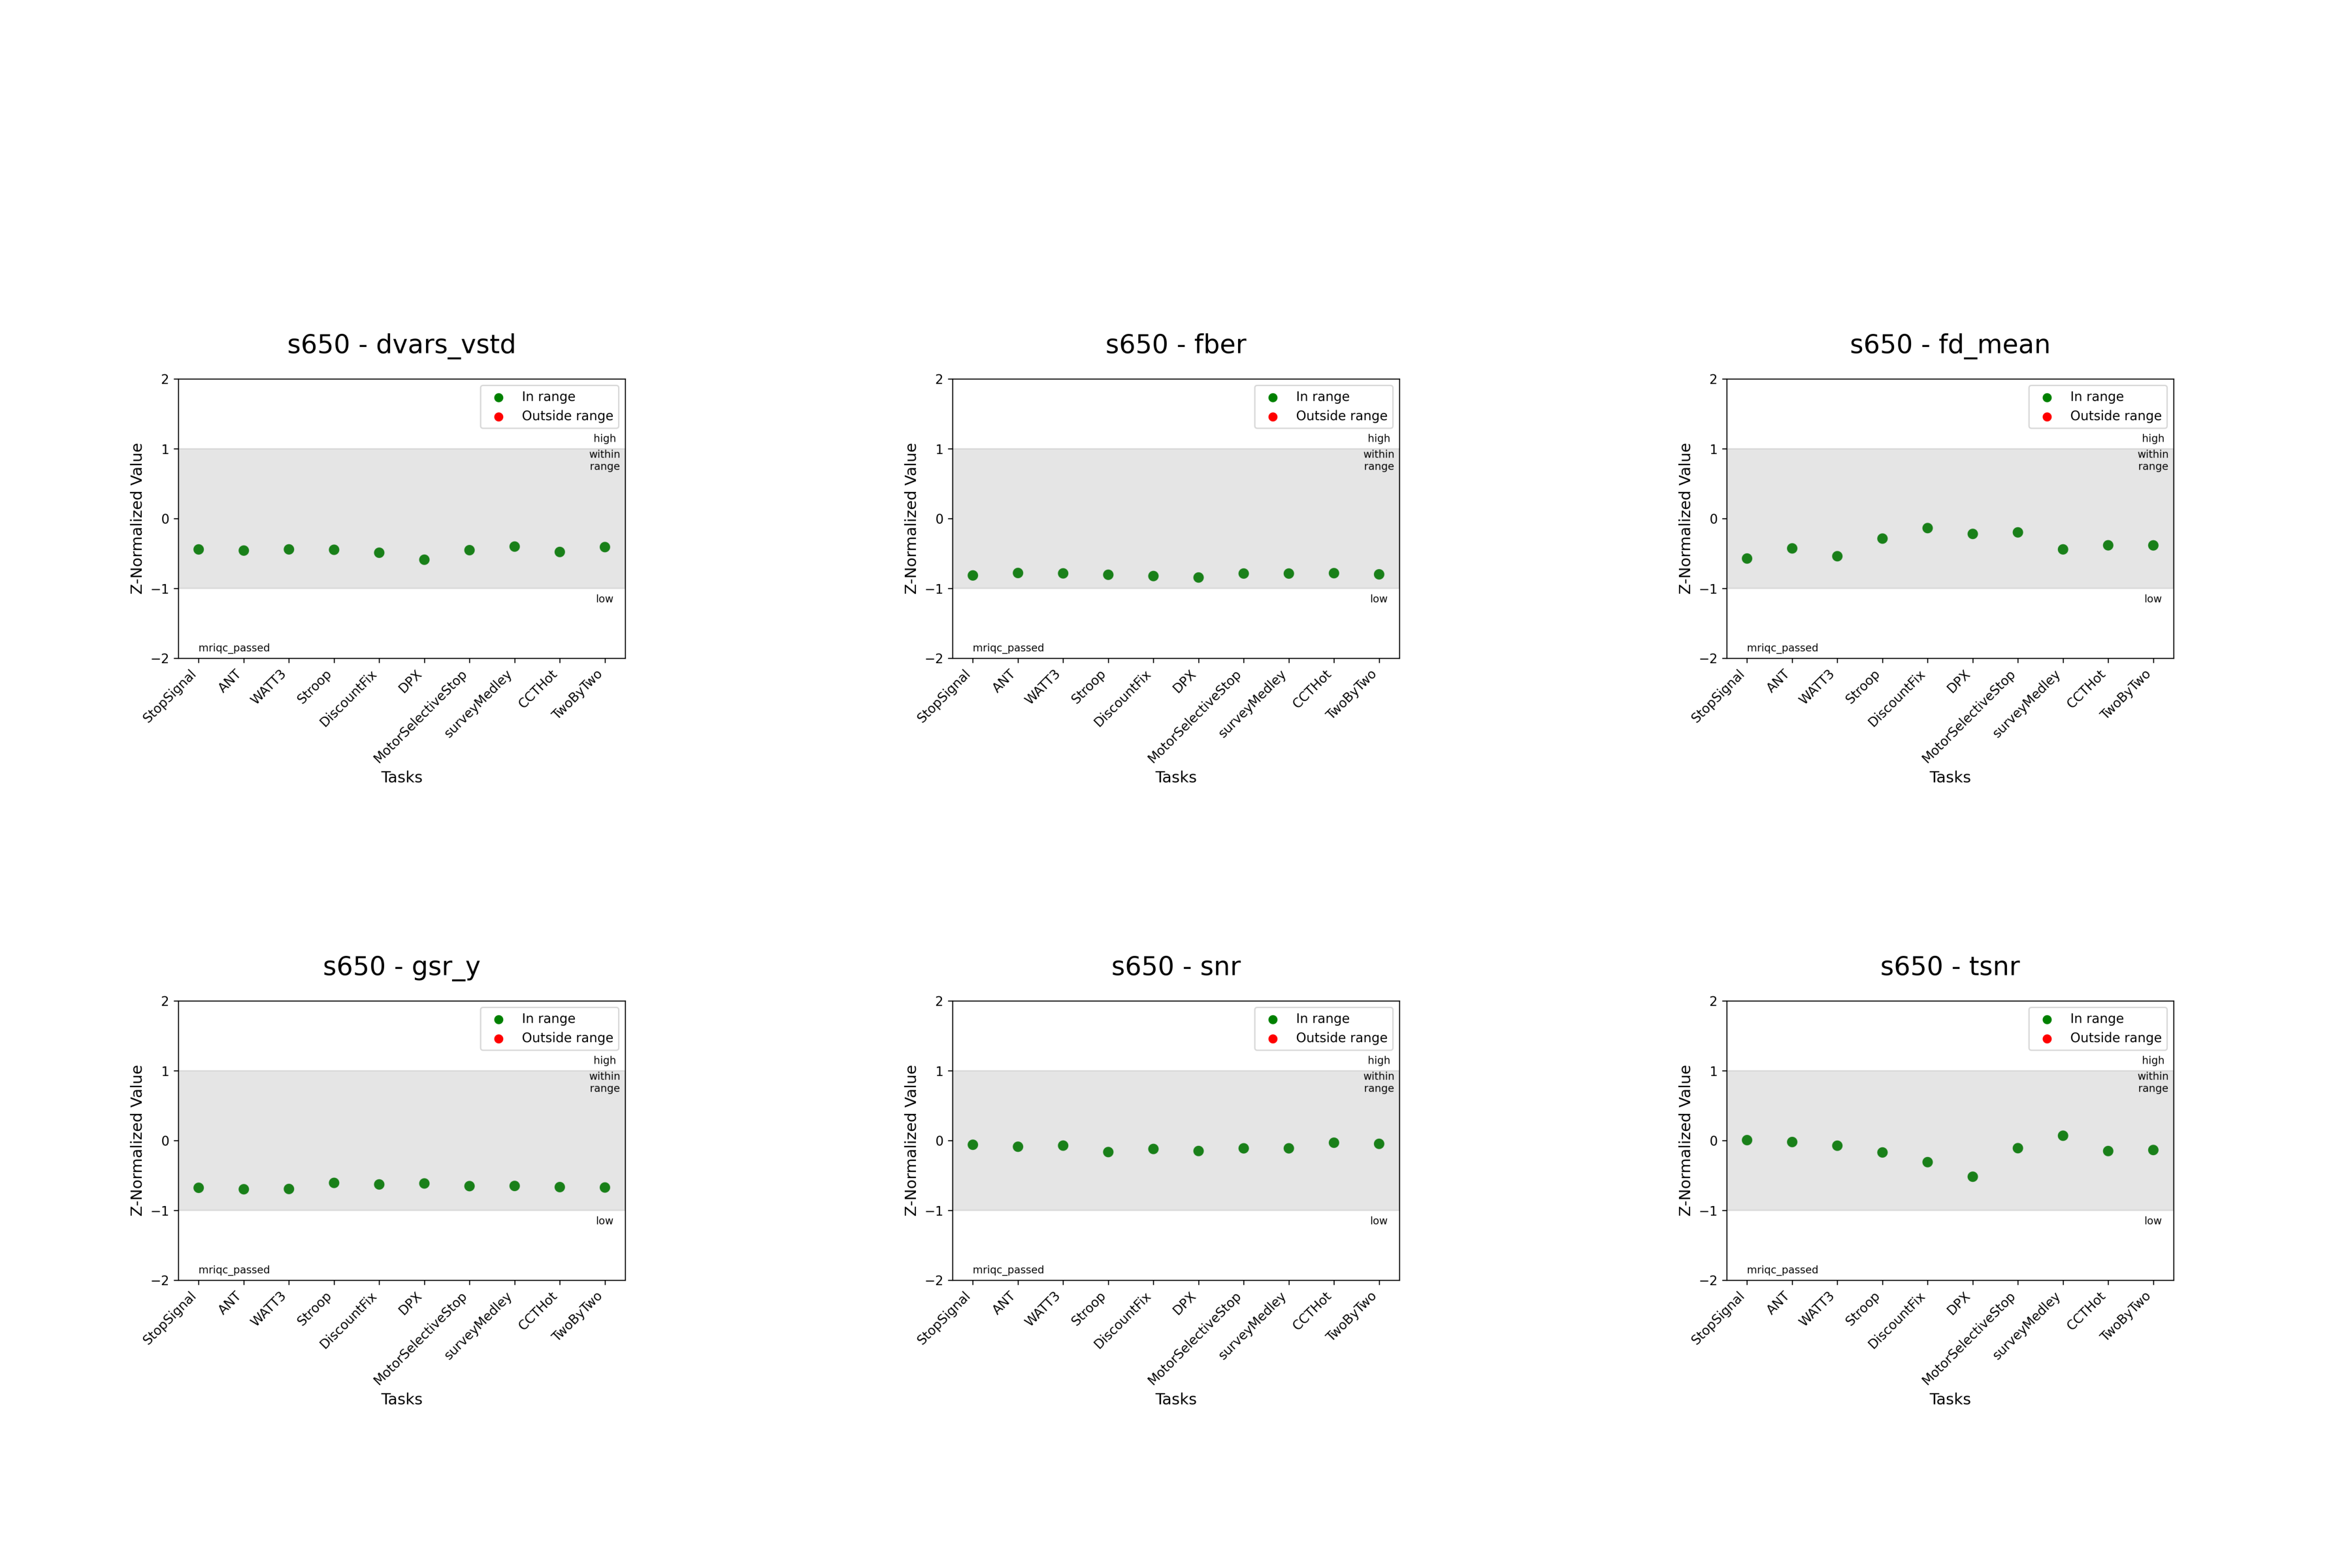 s650 - dvars_vstd
2
In range
Outside range
high
1
within
range
Z-Normalized Value
0
−1
low
mriqc_passed
−2
StopSignal
ANT
WATT3
Stroop
DiscountFix
DPX
MotorSelectiveStop
surveyMedley
CCTHot
TwoByTwo
Tasks
s650 - fber
2
In range
Outside range
high
1
within
range
Z-Normalized Value
0
−1
low
mriqc_passed
−2
StopSignal
ANT
WATT3
Stroop
DiscountFix
DPX
MotorSelectiveStop
surveyMedley
CCTHot
TwoByTwo
Tasks
s650 - fd_mean
2
In range
Outside range
high
1
within
range
Z-Normalized Value
0
−1
low
mriqc_passed
−2
StopSignal
ANT
WATT3
Stroop
DiscountFix
DPX
MotorSelectiveStop
surveyMedley
CCTHot
TwoByTwo
Tasks
s650 - gsr_y
2
In range
Outside range
high
1
within
range
Z-Normalized Value
0
−1
low
mriqc_passed
−2
StopSignal
ANT
WATT3
Stroop
DiscountFix
DPX
MotorSelectiveStop
surveyMedley
CCTHot
TwoByTwo
Tasks
s650 - snr
2
In range
Outside range
high
1
within
range
Z-Normalized Value
0
−1
low
mriqc_passed
−2
StopSignal
ANT
WATT3
Stroop
DiscountFix
DPX
MotorSelectiveStop
surveyMedley
CCTHot
TwoByTwo
Tasks
s650 - tsnr
2
In range
Outside range
high
1
within
range
Z-Normalized Value
0
−1
low
mriqc_passed
−2
StopSignal
ANT
WATT3
Stroop
DiscountFix
DPX
MotorSelectiveStop
surveyMedley
CCTHot
TwoByTwo
Tasks